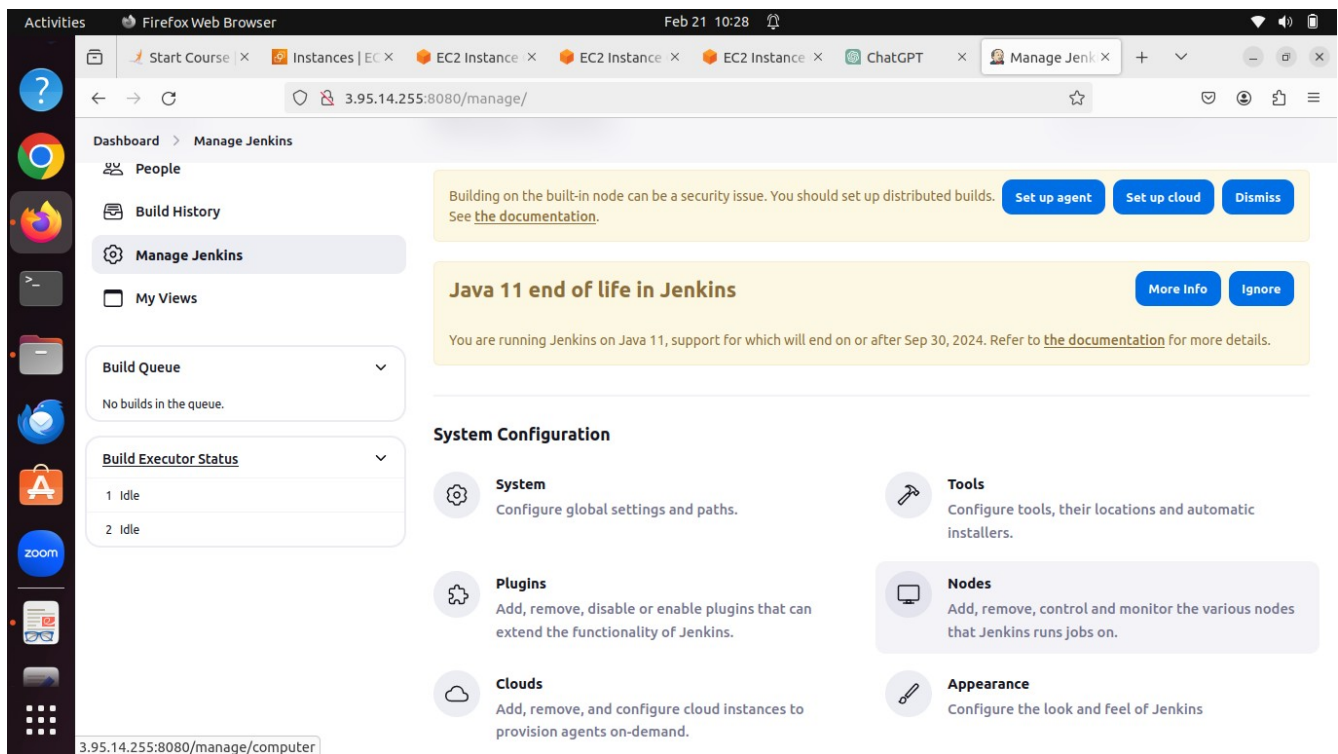 Activities
Firefox Web Browser
Feb 21 10:28
Start Course
Instances | EC
EC2 Instance
EC2 Instance
EC2 Instance
ChatGPT
Manage Jenk
3.95.14.255:8080/manage/
Dashboard > Manage Jenkins
People
Build History
Manage Jenkins
My Views
Build Queue
No builds in the queue.
Build Executor Status
1 Idle
2 Idle
zoom
Building on the built-in node can be a security issue. You should set up distributed builds.
See the documentation.
Set up agent
Set up cloud
Dismiss
Java 11 end of life in Jenkins
More Info
Ignore
You are running Jenkins on Java 11, support for which will end on or after Sep 30, 2024. Refer to the documentation for more details.
System Configuration
System
Configure global settings and paths.
Tools
Configure tools, their locations and automatic
installers.
Plugins
Add, remove, disable or enable plugins that can
extend the functionality of Jenkins.
Nodes
Add, remove, control and monitor the various nodes
that Jenkins runs jobs on.
Clouds
Add, remove, and configure cloud instances to
provision agents on-demand.
Appearance
Configure the look and feel of Jenkins
3.95.14.255:8080/manage/computer